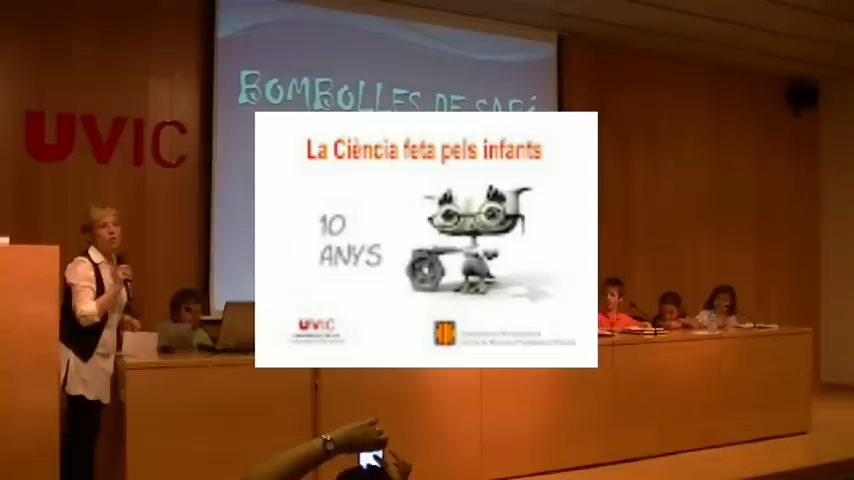 UVIC
BOMBOLLES DE SABÓ
La Ciència feta pels infants
10
ANYS
UVIC